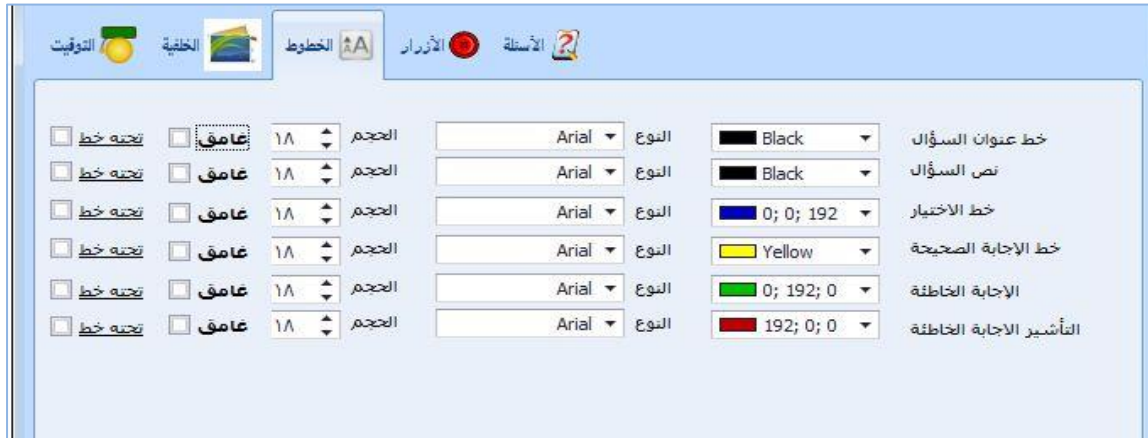 الأسئلة الأزرار الخطوط الخلفية التوقيت
خط عنوان السؤال Black النوع Arial الحجم ١٨ غامق تحته خط
نص السؤال Black النوع Arial الحجم ١٨ غامق تحته خط
خط الاختيار 0; 0; 192 النوع Arial الحجم ١٨ غامق تحته خط
خط الإجابة الصحيحة Yellow النوع Arial الحجم ١٨ غامق تحته خط
الإجابة الخاطئة 0; 192; 0 النوع Arial الحجم ١٨ غامق تحته خط
التأشير الاجابة الخاطئة 192; 0; 0 النوع Arial الحجم ١٨ غامق تحته خط